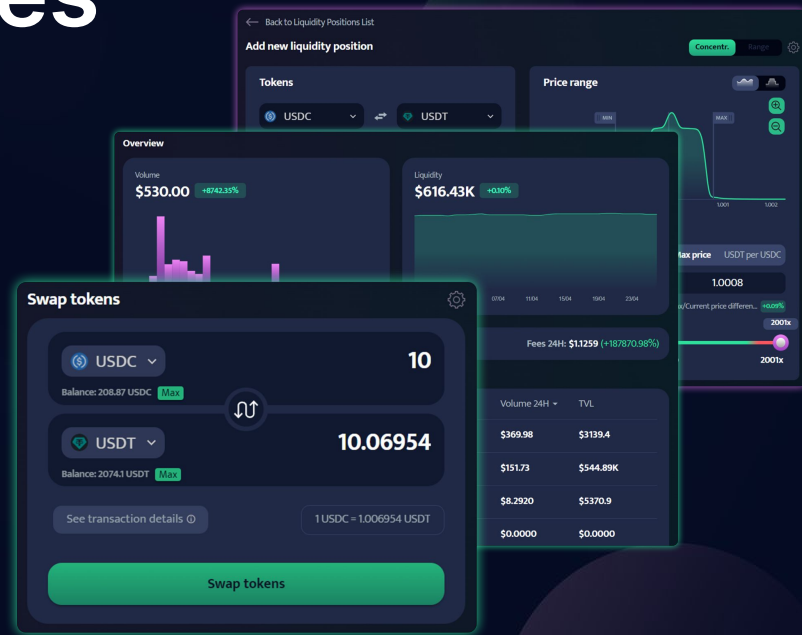 es
Back to Liquidity Positions List
Add new liquidity position
Concentr. Range
Tokens
USDC USDT
Price range
MIN MAX
1.001 1.002
Max price USDT per USDC
1.0008
+0.09%
2001x
2001x
Overview
Volume
$530.00 +8742.35%
Liquidity
$616.43K +0.10%
07/04 11/04 15/04 19/04 23/04
Fees 24H: $1.1259 (+187870.98%)
Volume 24H TVL
$369.98 $3139.4
$151.73 $544.89K
$8.2920 $5370.9
$0.0000 $0.0000
Swap tokens
USDC 10
Balance: 208.87 USDC Max
USDT 10.06954
Balance: 2074.1 USDT Max
See transaction details 1 USDC = 1.006954 USDT
Swap tokens